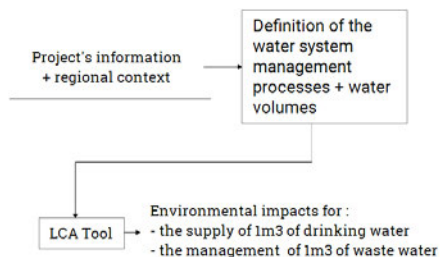 Project's information
+ regional context
Definition of the
water system
management
processes + water
volumes
LCA Tool
Environmental impacts for :
- the supply of 1m3 of drinking water
- the management of 1m3 of waste water